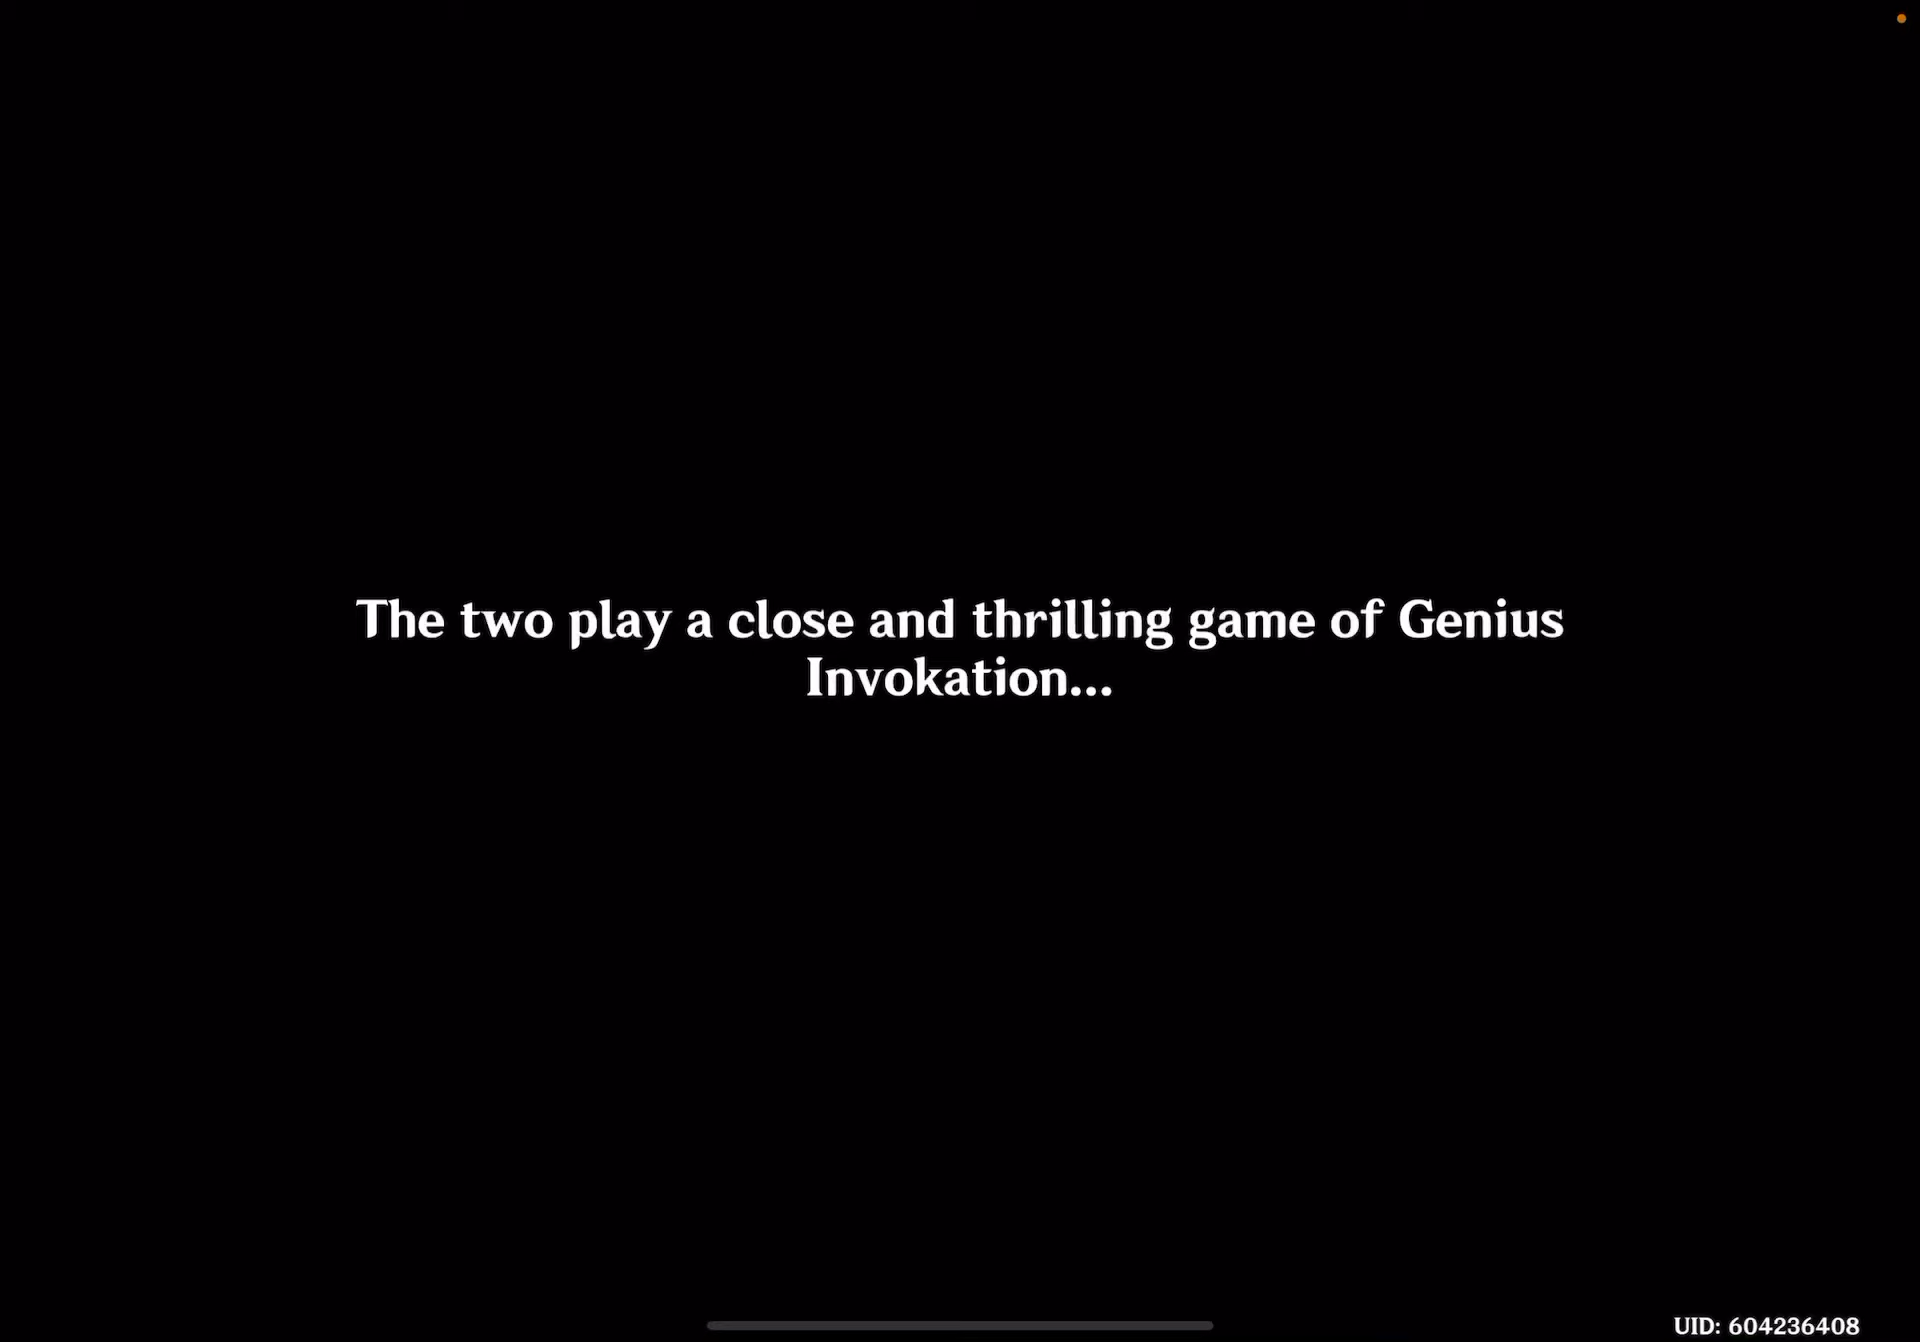 The two play a close and thrilling game of Genius
Invokation...
UID: 604236408